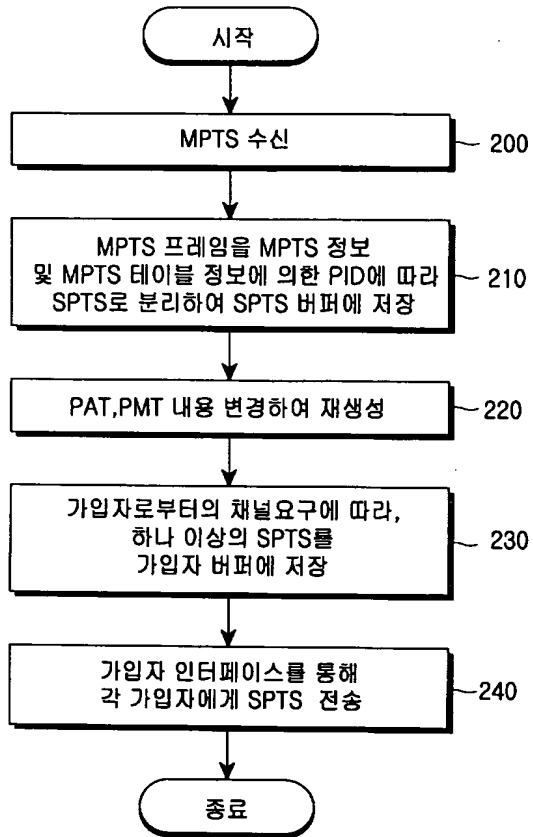 시작
MPTS 수신
200
MPTS 프레임을 MPTS 정보
및 MPTS 테이블 정보에 의한 PID에 따라
SPTS로 분리하여 SPTS 버퍼에 저장
210
PAT,PMT 내용 변경하여 재생성
220
가입자로부터의 채널요구에 따라,
하나 이상의 SPTS를
가입자 버퍼에 저장
230
가입자 인터페이스를 통해
각 가입자에게 SPTS 전송
240
종료